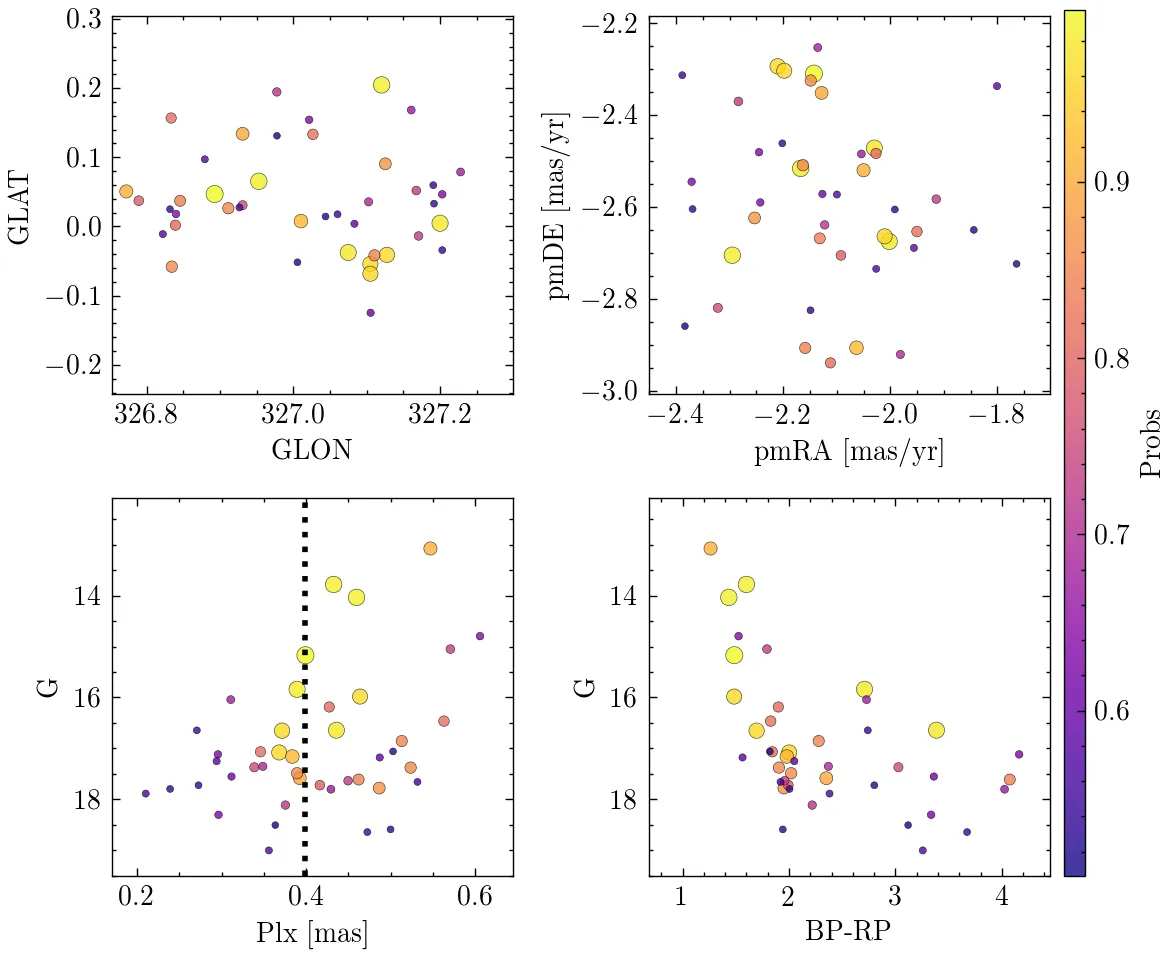 0.3
0.2
0.1
0.0
−0.1
−0.2
GLAT
326.8 327.0 327.2
GLON
−2.2
−2.4
−2.6
−2.8
−3.0
pmDE [mas/yr]
−2.4 −2.2 −2.0 −1.8
pmRA [mas/yr]
0.9
0.8
0.7
0.6
Probs
14
16
18
G
0.2 0.4 0.6
Plx [mas]
14
16
18
G
1 2 3 4
BP-RP